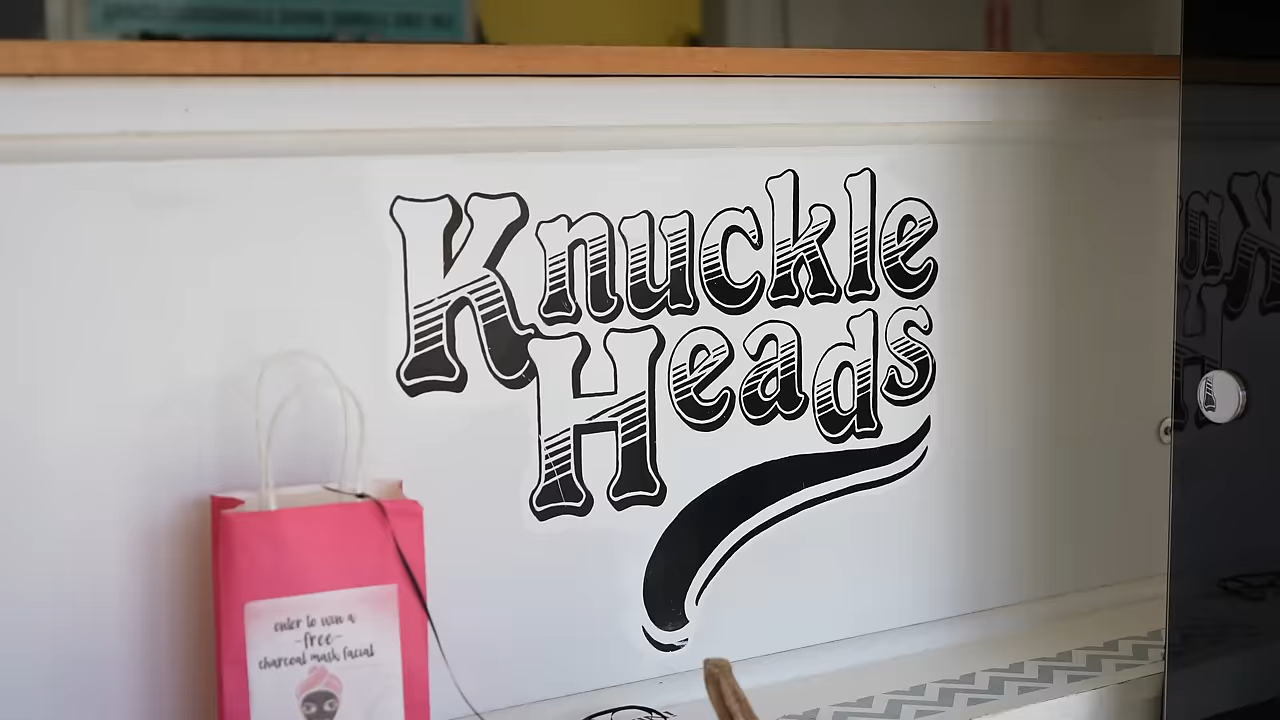 Knuckle
Heads
enter to win a
-free-
charcoal mask facial